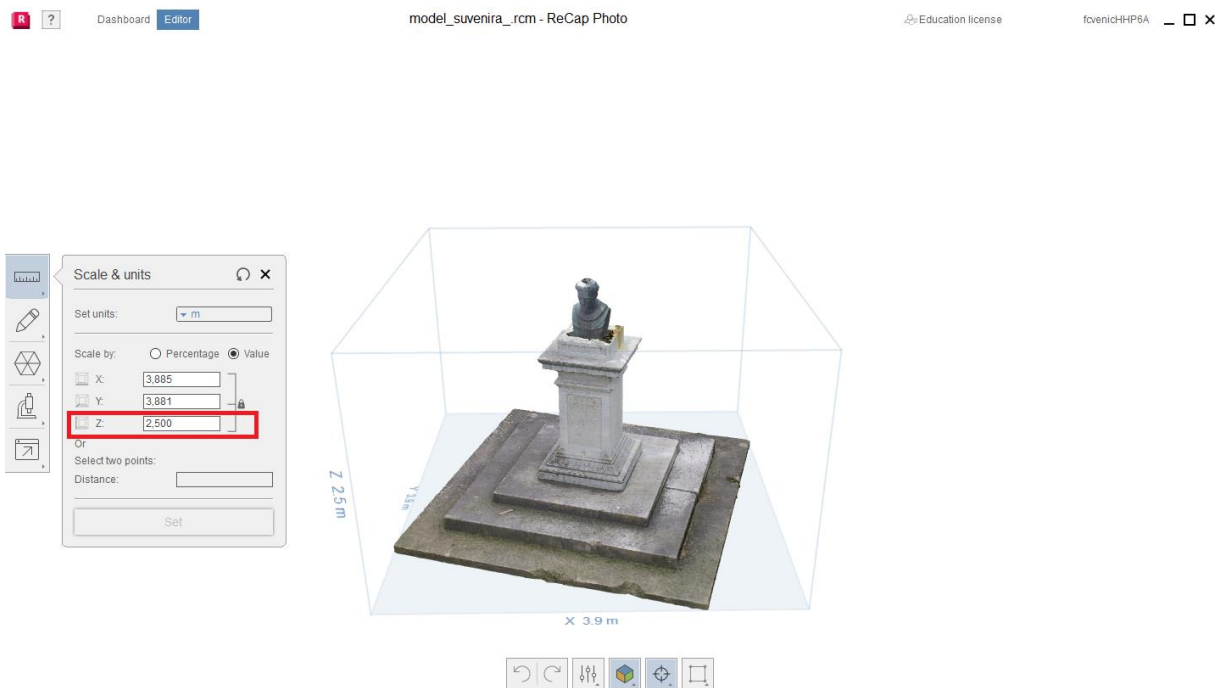 R ? Dashboard Editor model_suvenira_.rcm - ReCap Photo Education license fcvenicHHP6A
Scale & units
Set units: m
Scale by: Percentage Value
X: 3,885
Y: 3,881
Z: 2,500
Or
Select two points:
Distance:
Set
Z 2.5 m
X 3.9 m